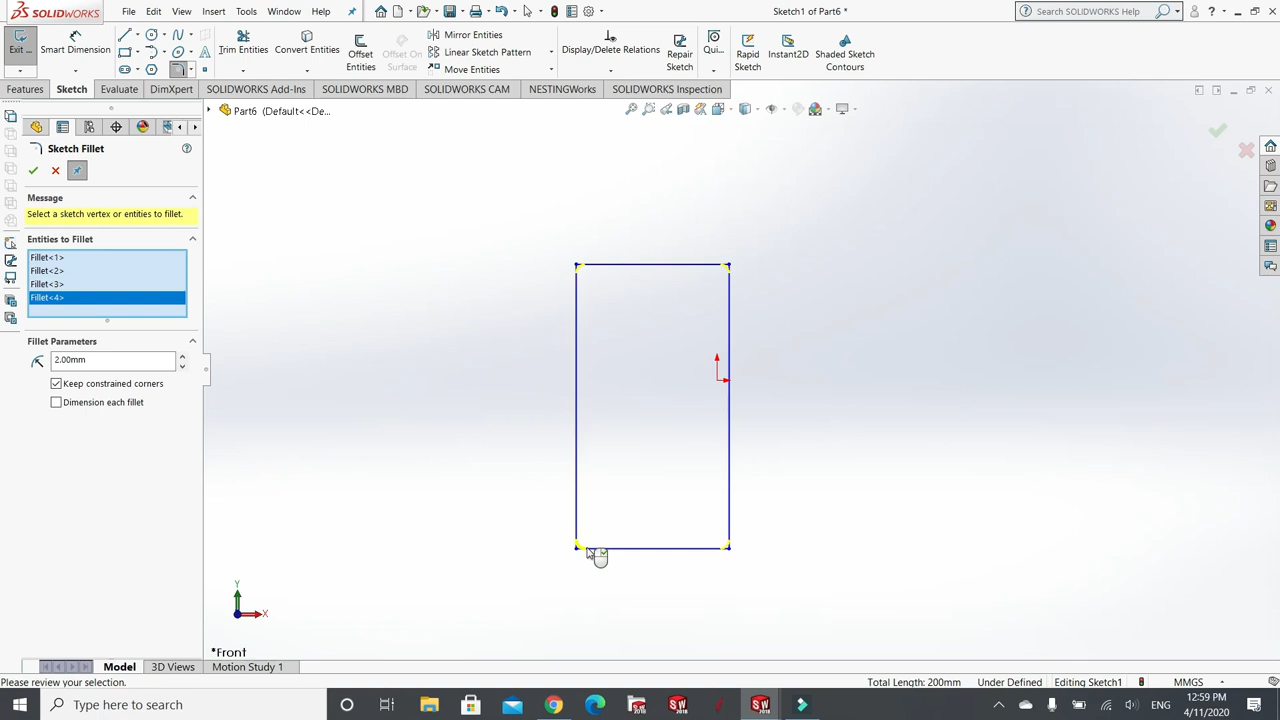 SOLIDWORKS File Edit View Insert Tools Window Help Sketch1 of Part6 * Search SOLIDWORKS Help
Exit ... Smart Dimension Trim Entities Convert Entities Offset Entities Offset On Surface Mirror Entities Linear Sketch Pattern Move Entities Display/Delete Relations Repair Sketch Qui... Rapid Sketch Instant2D Shaded Sketch Contours
Features Sketch Evaluate DimXpert SOLIDWORKS Add-Ins SOLIDWORKS MBD SOLIDWORKS CAM NESTINGWorks SOLIDWORKS Inspection
Part6 (Default< <De...
Sketch Fillet
Message
Select a sketch vertex or entities to fillet.
Entities to Fillet
Fillet<1>
Fillet<2>
Fillet<3>
Fillet<4>
Fillet Parameters
2.00mm
Keep constrained corners
Dimension each fillet
Y
X
*Front
Model 3D Views Motion Study 1
Please review your selection. Total Length: 200mm Under Defined Editing Sketch1 MMGS
Type here to search
ENG
12:59 PM
4/11/2020